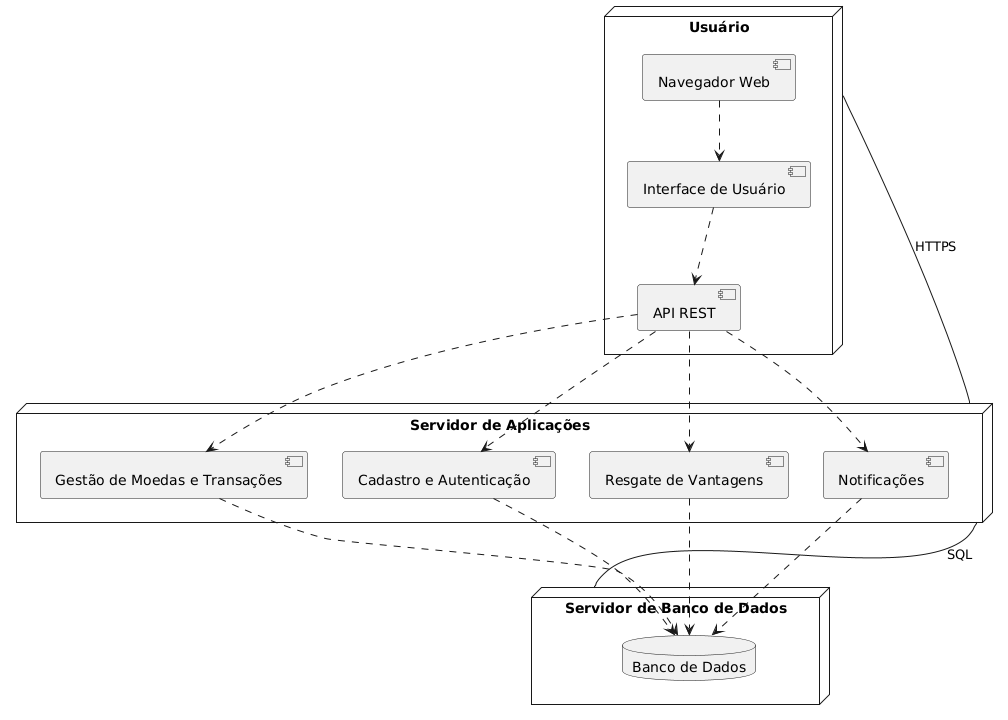 Usuário
Navegador Web
Interface de Usuário
HTTPS
API REST
Servidor de Aplicações
Gestão de Moedas e Transações
Cadastro e Autenticação
Resgate de Vantagens
Notificações
SQL
Servidor de Banco de Dados
Banco de Dados